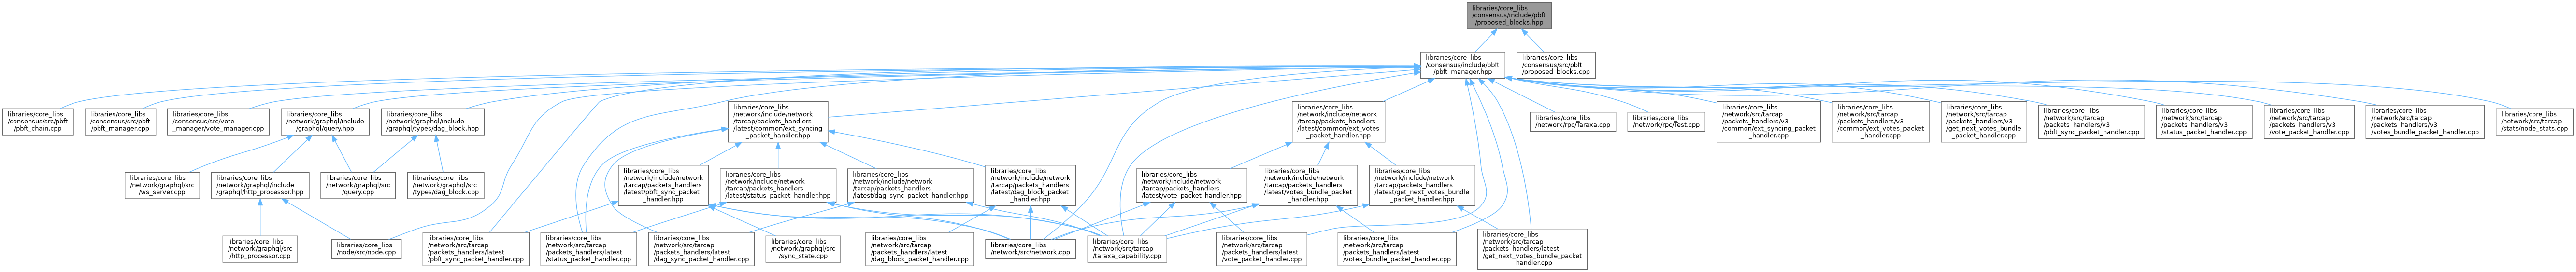 libraries/core_libs
/consensus/include/pbft
/proposed_blocks.hpp
libraries/core_libs
/consensus/include/pbft
/pbft_manager.hpp
libraries/core_libs
/consensus/src/pbft
/proposed_blocks.cpp
libraries/core_libs
/consensus/src/pbft
/pbft_chain.cpp
libraries/core_libs
/consensus/src/pbft
/pbft_manager.cpp
libraries/core_libs
/consensus/src/vote
_manager/vote_manager.cpp
libraries/core_libs
/network/graphql/include
/graphql/query.hpp
libraries/core_libs
/network/graphql/include
/graphql/types/dag_block.hpp
libraries/core_libs
/network/include/network
/tarcap/packets_handlers
/latest/common/ext_syncing
_packet_handler.hpp
libraries/core_libs
/network/include/network
/tarcap/packets_handlers
/latest/common/ext_votes
_packet_handler.hpp
libraries/core_libs
/network/rpc/Taraxa.cpp
libraries/core_libs
/network/rpc/Test.cpp
libraries/core_libs
/network/src/tarcap
/packets_handlers/v3
/common/ext_syncing_packet
_handler.cpp
libraries/core_libs
/network/src/tarcap
/packets_handlers/v3
/common/ext_votes_packet
_handler.cpp
libraries/core_libs
/network/src/tarcap
/packets_handlers/v3
/get_next_votes_bundle
_packet_handler.cpp
libraries/core_libs
/network/src/tarcap
/packets_handlers/v3
/pbft_sync_packet_handler.cpp
libraries/core_libs
/network/src/tarcap
/packets_handlers/v3
/status_packet_handler.cpp
libraries/core_libs
/network/src/tarcap
/packets_handlers/v3
/vote_packet_handler.cpp
libraries/core_libs
/network/src/tarcap
/packets_handlers/v3
/votes_bundle_packet_handler.cpp
libraries/core_libs
/network/src/tarcap
/stats/node_stats.cpp
libraries/core_libs
/network/graphql/src
/ws_server.cpp
libraries/core_libs
/network/graphql/include
/graphql/http_processor.hpp
libraries/core_libs
/network/graphql/src
/query.cpp
libraries/core_libs
/network/graphql/src
/types/dag_block.cpp
libraries/core_libs
/network/include/network
/tarcap/packets_handlers
/latest/pbft_sync_packet
_handler.hpp
libraries/core_libs
/network/include/network
/tarcap/packets_handlers
/latest/status_packet_handler.hpp
libraries/core_libs
/network/include/network
/tarcap/packets_handlers
/latest/dag_sync_packet_handler.hpp
libraries/core_libs
/network/include/network
/tarcap/packets_handlers
/latest/dag_block_packet
_handler.hpp
libraries/core_libs
/network/include/network
/tarcap/packets_handlers
/latest/vote_packet_handler.hpp
libraries/core_libs
/network/include/network
/tarcap/packets_handlers
/latest/votes_bundle_packet
_handler.hpp
libraries/core_libs
/network/include/network
/tarcap/packets_handlers
/latest/get_next_votes_bundle
_packet_handler.hpp
libraries/core_libs
/network/graphql/src
/http_processor.cpp
libraries/core_libs
/node/src/node.cpp
libraries/core_libs
/network/src/tarcap
/packets_handlers/latest
/pbft_sync_packet_handler.cpp
libraries/core_libs
/network/src/tarcap
/packets_handlers/latest
/status_packet_handler.cpp
libraries/core_libs
/network/src/tarcap
/packets_handlers/latest
/dag_sync_packet_handler.cpp
libraries/core_libs
/network/graphql/src
/sync_state.cpp
libraries/core_libs
/network/src/tarcap
/packets_handlers/latest
/dag_block_packet_handler.cpp
libraries/core_libs
/network/src/network.cpp
libraries/core_libs
/network/src/tarcap
/taraxa_capability.cpp
libraries/core_libs
/network/src/tarcap
/packets_handlers/latest
/vote_packet_handler.cpp
libraries/core_libs
/network/src/tarcap
/packets_handlers/latest
/votes_bundle_packet_handler.cpp
libraries/core_libs
/network/src/tarcap
/packets_handlers/latest
/get_next_votes_bundle_packet
_handler.cpp